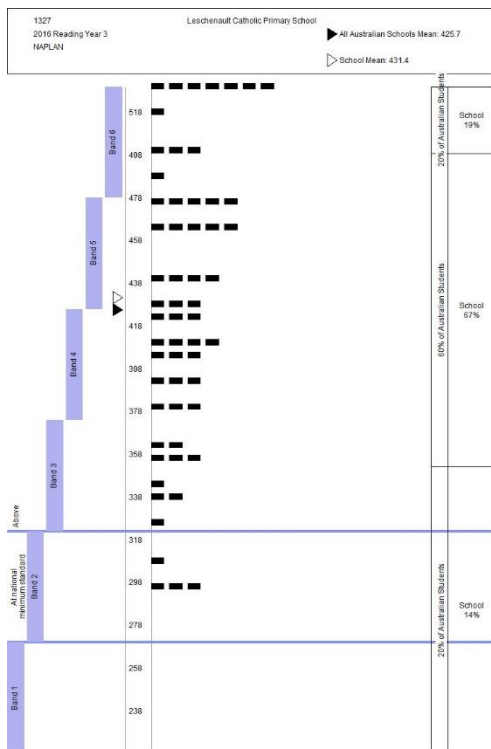 1327
Leschenault Catholic Primary School
2016 Reading Year 3
All Australian Schools Mean: 425.7
NAPLAN
School Mean: 431.4
518
498
478
458
438
418
398
378
358
338
318
298
278
258
238
Band 6
Band 5
Band 4
Band 3
Band 2
Band 1
Above
At national
minimum standard
20% of Australian Students
School
19%
60% of Australian Students
School
67%
20% of Australian Students
School
14%